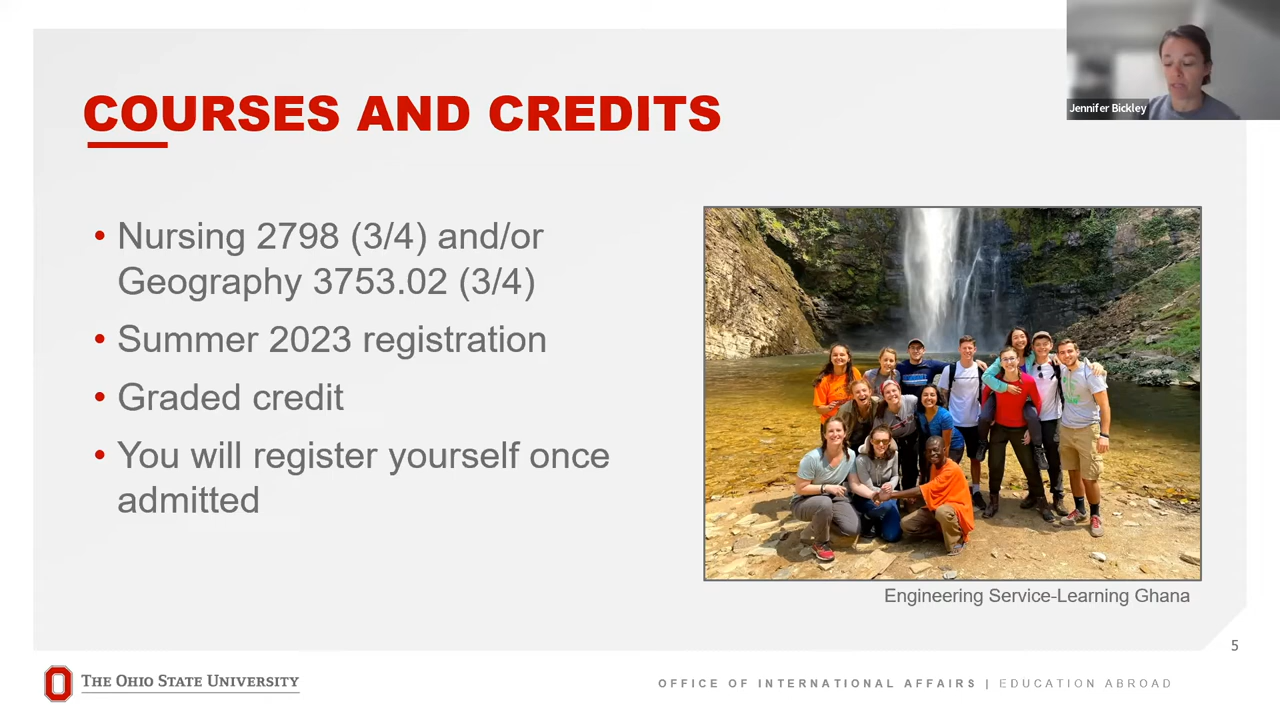 Jennifer Bickley
COURSES AND CREDITS
• Nursing 2798 (3/4) and/or
Geography 3753.02 (3/4)
• Summer 2023 registration
• Graded credit
• You will register yourself once
admitted
Engineering Service-Learning Ghana
5
THE OHIO STATE UNIVERSITY
OFFICE OF INTERNATIONAL AFFAIRS | EDUCATION ABROAD